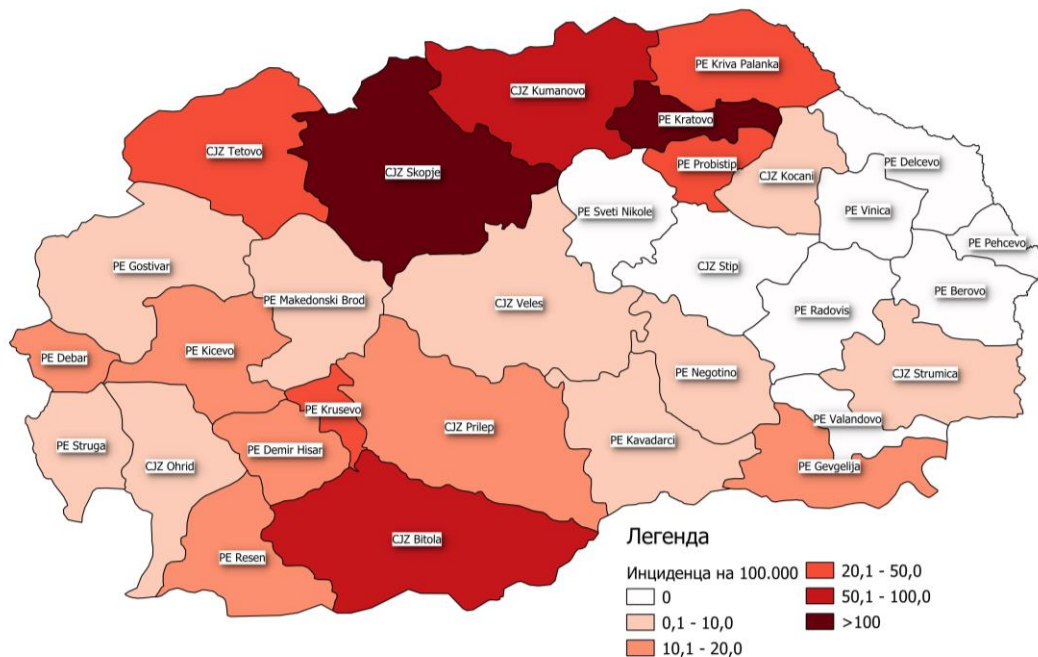 PE Kriva Palanka
CJZ Kumanovo
PE Kratovo
CJZ Tetovo
CJZ Skopje
PE Probistip
PE Delcevo
CJZ Kocani
PE Sveti Nikole
PE Vinica
PE Pehcevo
PE Gostivar
CJZ Stip
PE Makedonski Brod
CJZ Veles
PE Berovo
PE Radovis
PE Debar
PE Kicevo
PE Negotino
CJZ Strumica
PE Krusevo
PE Valandovo
CJZ Prilep
PE Struga
PE Demir Hisar
PE Kavadarci
CJZ Ohrid
PE Gevgelija
CJZ Bitola
PE Resen
Легенда
Инциденца на 100.000
0
0,1 - 10,0
10,1 - 20,0
20,1 - 50,0
50,1 - 100,0
>100